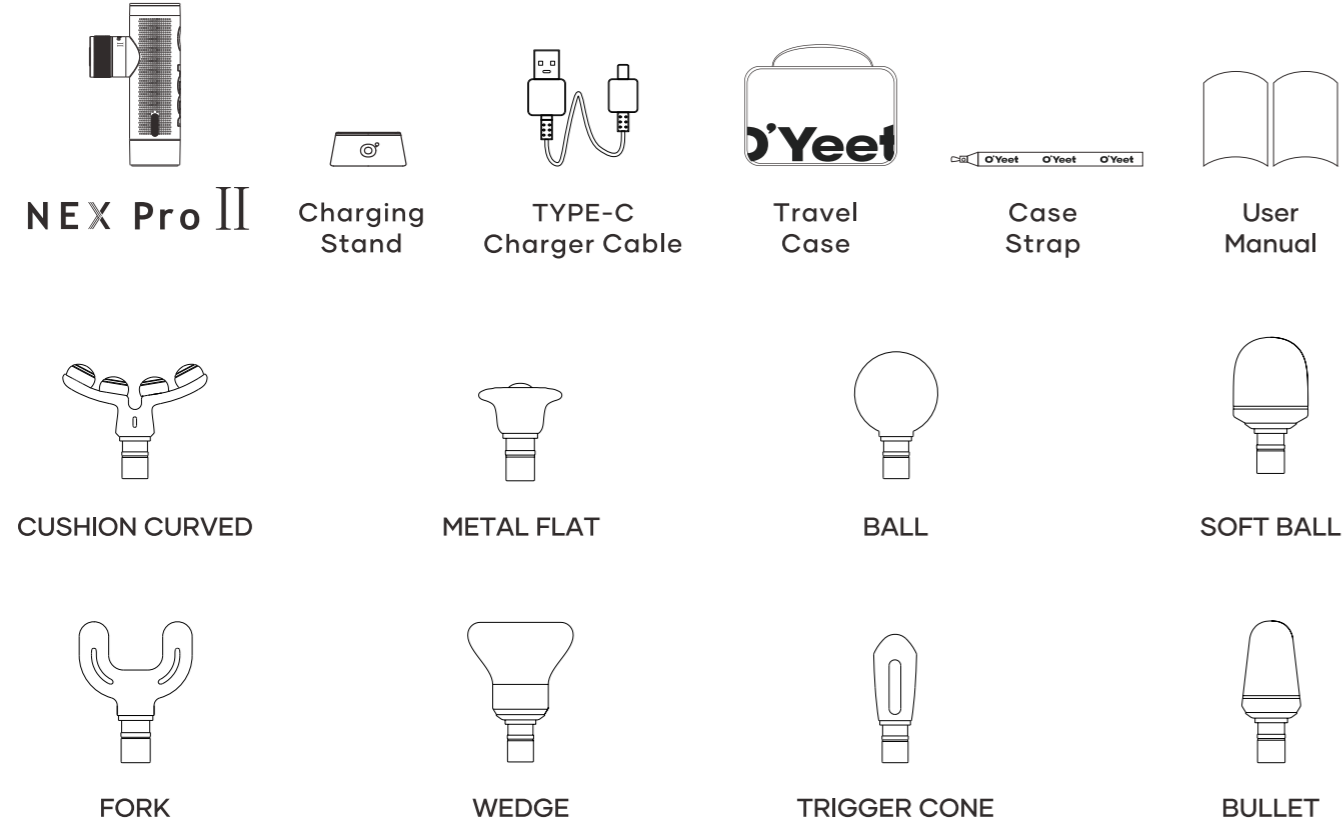 O'Yeet
O'Yeet O'Yeet O'Yeet
NEX Pro II
Charging
Stand
TYPE-C
Charger Cable
Travel
Case
Case
Strap
User
Manual
CUSHION CURVED
METAL FLAT
BALL
SOFT BALL
FORK
WEDGE
TRIGGER CONE
BULLET